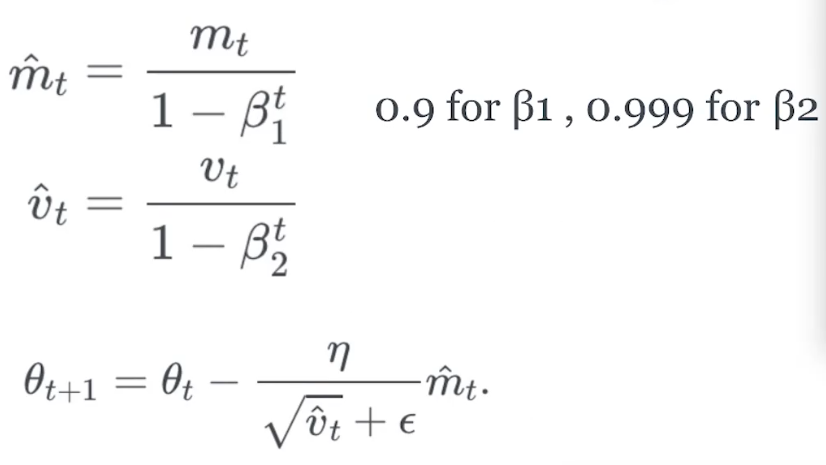 m̂_t = m_t / (1 − β_1^t)
0.9 for β1 , 0.999 for β2
v̂_t = v_t / (1 − β_2^t)
θ_{t+1} = θ_t − η / (√v̂_t + ϵ) m̂_t.